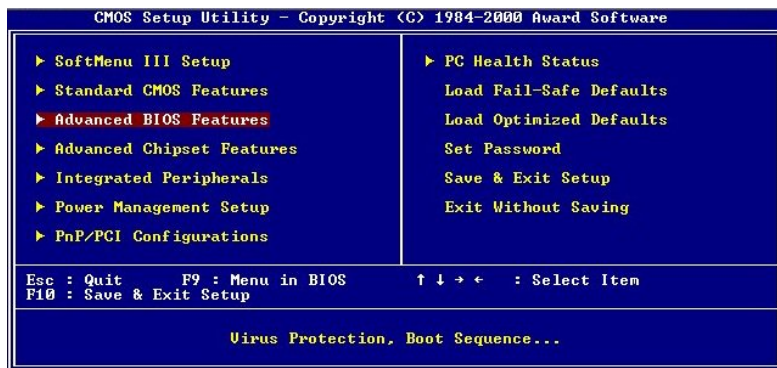 CMOS Setup Utility - Copyright (C) 1984-2000 Award Software
▶ SoftMenu III Setup
▶ Standard CMOS Features
▶ Advanced BIOS Features
▶ Advanced Chipset Features
▶ Integrated Peripherals
▶ Power Management Setup
▶ PnP/PCI Configurations
▶ PC Health Status
Load Fail-Safe Defaults
Load Optimized Defaults
Set Password
Save & Exit Setup
Exit Without Saving
Esc : Quit F9 : Menu in BIOS ↑ ↓ → ← : Select Item
F10 : Save & Exit Setup
Virus Protection, Boot Sequence...